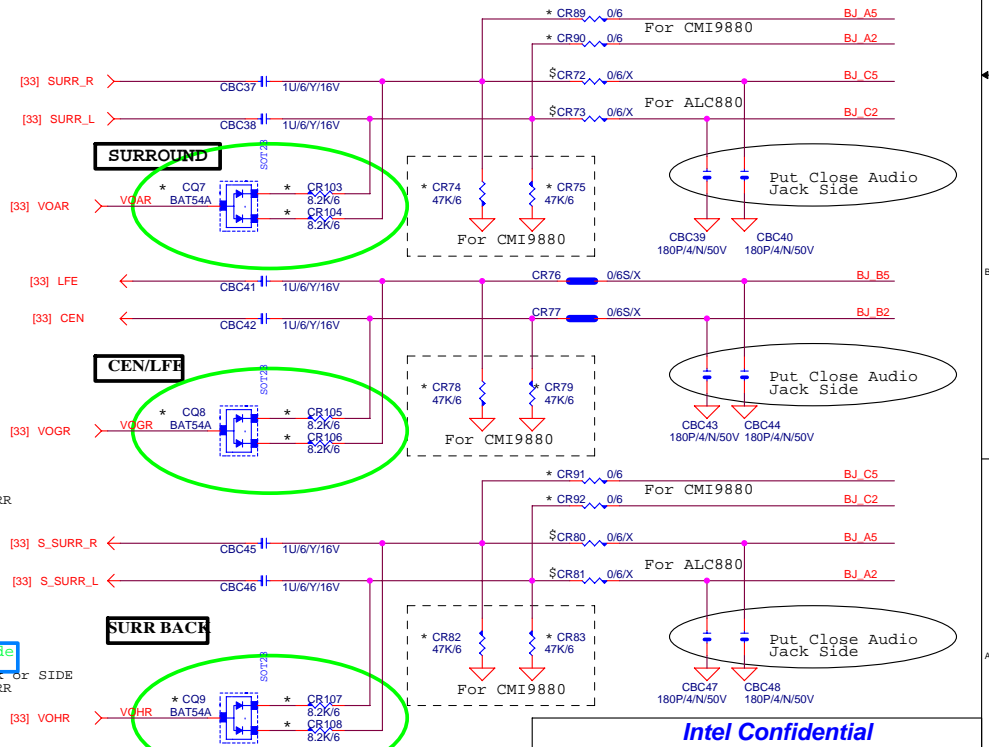 * CR89 0/6 BJ_A5
For CMI9880
* CR90 0/6 BJ_A2
[33] SURR_R CBC37 1U/6/Y/16V $CR72 0/6/X BJ_C5
For ALC880
[33] SURR_L CBC38 1U/6/Y/16V $CR73 0/6/X BJ_C2
SURROUND
SOT23
[33] VOAR VOAR
* CQ7
BAT54A
* CR103
8.2K/6
* CR104
8.2K/6
* CR74
47K/6
* CR75
47K/6
For CMI9880
Put Close Audio
Jack Side
CBC39
180P/4/N/50V
CBC40
180P/4/N/50V
[33] LFE CBC41 1U/6/Y/16V CR76 0/6S/X BJ_B5
[33] CEN CBC42 1U/6/Y/16V CR77 0/6S/X BJ_B2
CEN/LFE
SOT23
[33] VOGR VOGR
* CQ8
BAT54A
* CR105
8.2K/6
* CR106
8.2K/6
* CR78
47K/6
* CR79
47K/6
For CMI9880
Put Close Audio
Jack Side
CBC43
180P/4/N/50V
CBC44
180P/4/N/50V
* CR91 0/6 BJ_C5
For CMI9880
* CR92 0/6 BJ_C2
RR
[33] S_SURR_R CBC45 1U/6/Y/16V $CR80 0/6/X BJ_A5
For ALC880
[33] S_SURR_L CBC46 1U/6/Y/16V $CR81 0/6/X BJ_A2
SURR BACK
SOT23
de
or SIDE
RR
[33] VOHR VOHR
* CQ9
BAT54A
* CR107
8.2K/6
* CR108
8.2K/6
* CR82
47K/6
* CR83
47K/6
For CMI9880
Put Close Audio
Jack Side
CBC47
180P/4/N/50V
CBC48
180P/4/N/50V
B
A
Intel Confidential